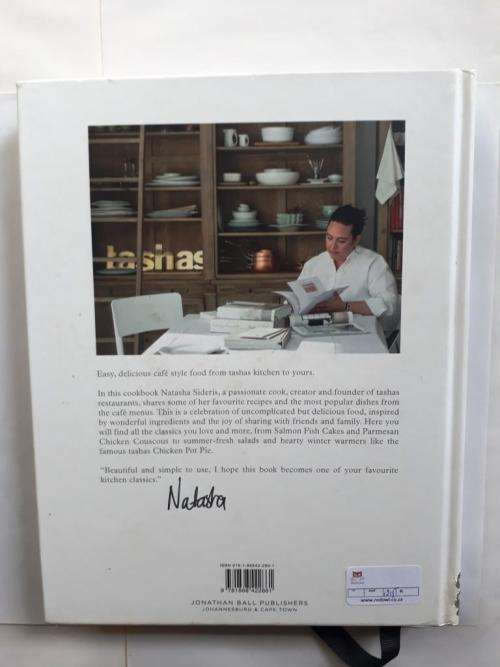 tashas
Easy, delicious café style food from tashas kitchen to yours.
In this cookbook Natasha Sideris, a passionate cook, creator and founder of tashas
restaurants, shares some of her favourite recipes and the most popular dishes from
the café menus. This is a celebration of uncomplicated but delicious food, inspired
by wonderful ingredients and the joy of sharing with friends and family. Here you
will find all the classics you love and more, from Salmon Fish Cakes and Parmesan
Chicken Couscous to summer-fresh salads and hearty winter warmers like the
famous tashas Chicken Pot Pie.
“Beautiful and simple to use, I hope this book becomes one of your favourite
kitchen classics.”
Natasha
JONATHAN BALL PUBLISHERS
JOHANNESBURG & CAPE TOWN